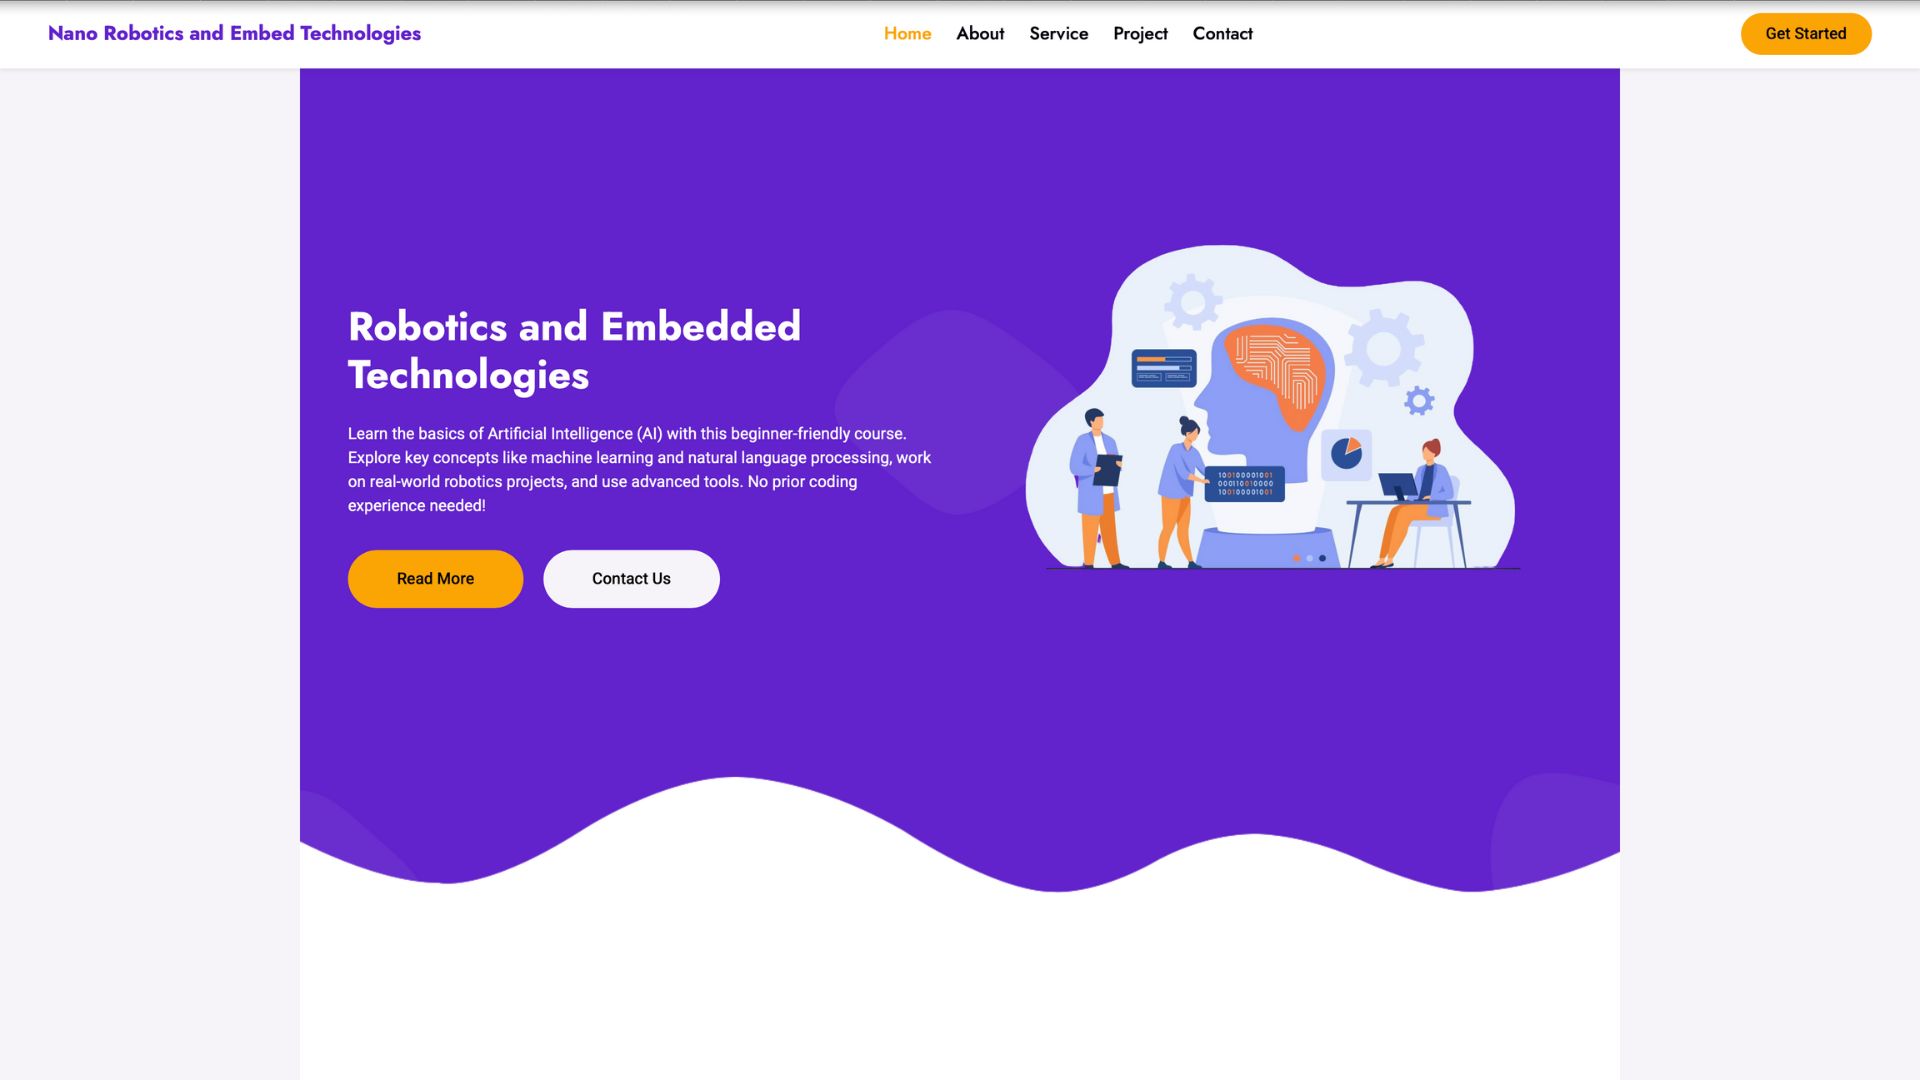 Nano Robotics and Embed Technologies
Home About Service Project Contact
Get Started
Robotics and Embedded
Technologies
Learn the basics of Artificial Intelligence (AI) with this beginner-friendly course.
Explore key concepts like machine learning and natural language processing, work
on real-world robotics projects, and use advanced tools. No prior coding
experience needed!
Read More
Contact Us
101000001001
000110010000
100100001001